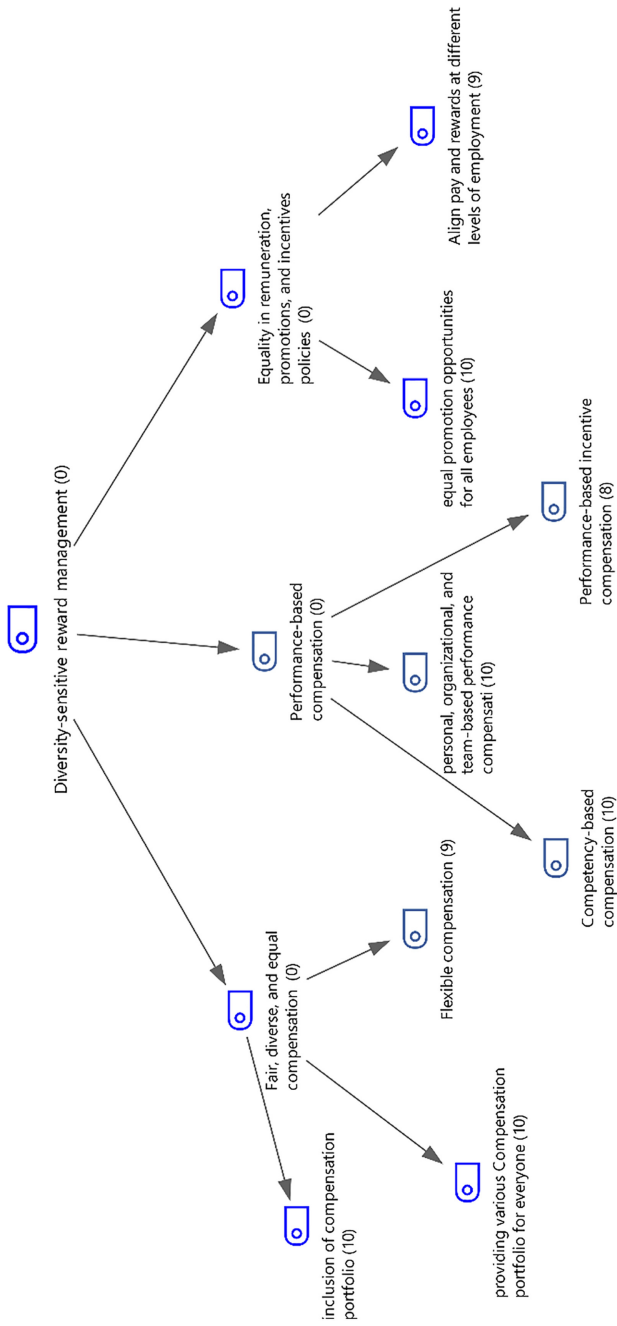 Diversity-sensitive reward management (0)
Fair, diverse, and equal
compensation (0)
Performance-based
compensation (0)
Equality in remuneration,
promotions, and incentives
policies (0)
inclusion of compensation
portfolio (10)
providing various Compensation
portfolio for everyone (10)
Flexible compensation (9)
Competency-based
compensation (10)
personal, organizational, and
team-based performance
compensati (10)
Performance-based incentive
compensation (8)
equal promotion opportunities
for all employees (10)
Align pay and rewards at different
levels of employment (9)